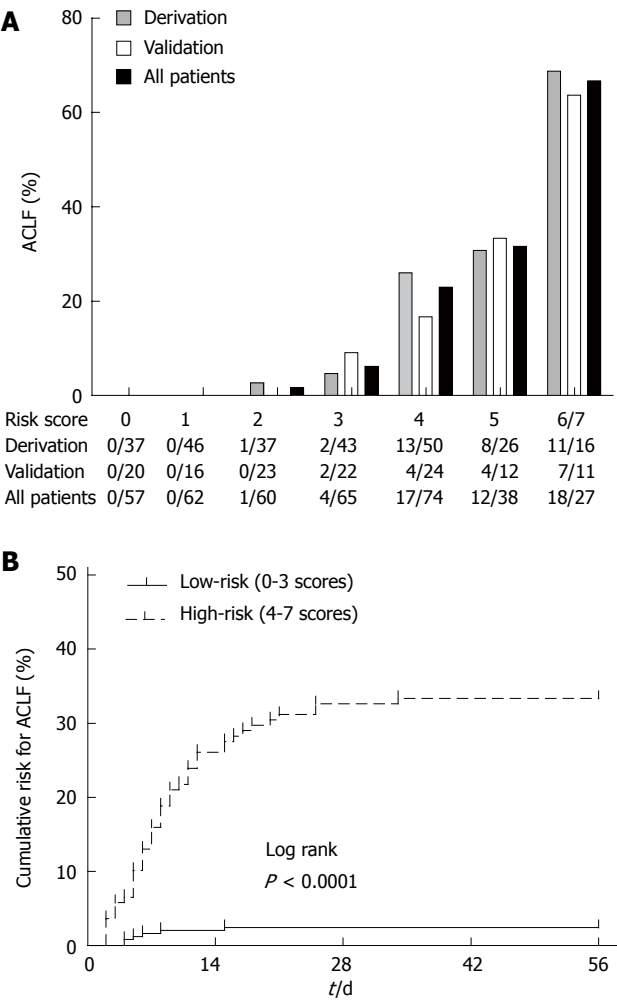 A
Derivation
Validation
All patients
ACLF (%)
80
60
40
20
0
Risk score 0 1 2 3 4 5 6/7
Derivation 0/37 0/46 1/37 2/43 13/50 8/26 11/16
Validation 0/20 0/16 0/23 2/22 4/24 4/12 7/11
All patients 0/57 0/62 1/60 4/65 17/74 12/38 18/27
B
Low-risk (0-3 scores)
High-risk (4-7 scores)
Cumulative risk for ACLF (%)
50
40
30
20
10
0
Log rank
P < 0.0001
0 14 28 42 56
t/d